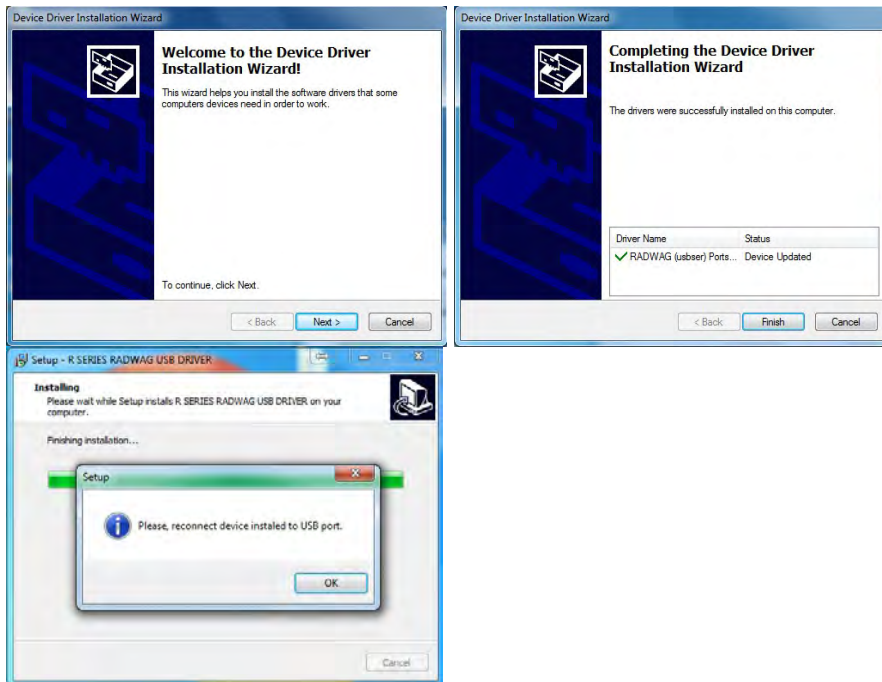 Device Driver Installation Wizard
Welcome to the Device Driver
Installation Wizard!
This wizard helps you install the software drivers that some
computers devices need in order to work.
To continue, click Next.
< Back
Next >
Cancel
Device Driver Installation Wizard
Completing the Device Driver
Installation Wizard
The drivers were successfully installed on this computer.
Driver Name Status
RADWAG (usbser) Ports... Device Updated
< Back
Finish
Cancel
Setup - R SERIES RADWAG USB DRIVER
Installing
Please wait while Setup installs R SERIES RADWAG USB DRIVER on your
computer.
Finishing installation...
Setup
Please, reconnect device instaled to USB port.
OK
Cancel